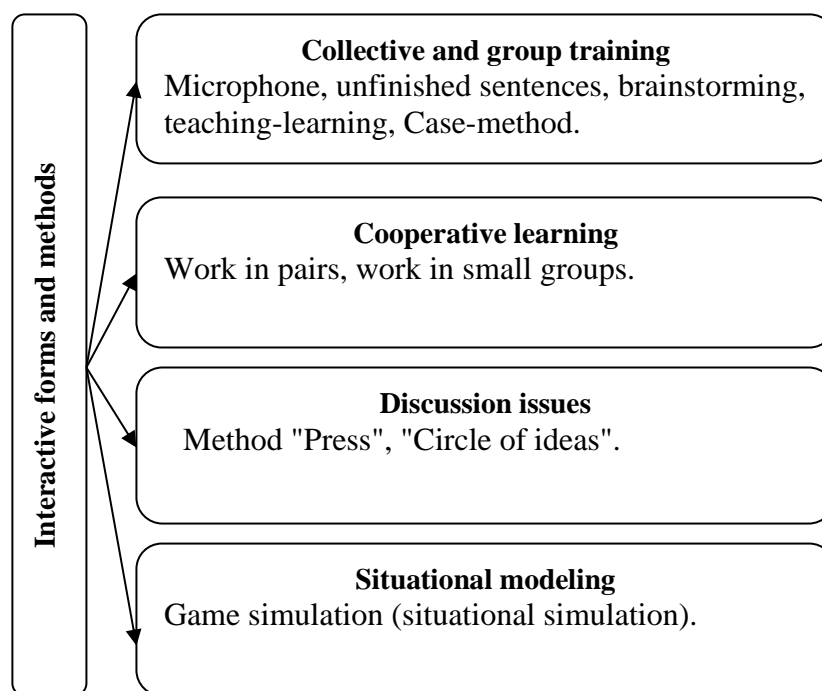 Interactive forms and methods
Collective and group training
Microphone, unfinished sentences, brainstorming,
teaching-learning, Case-method.
Cooperative learning
Work in pairs, work in small groups.
Discussion issues
Method "Press", "Circle of ideas".
Situational modeling
Game simulation (situational simulation).